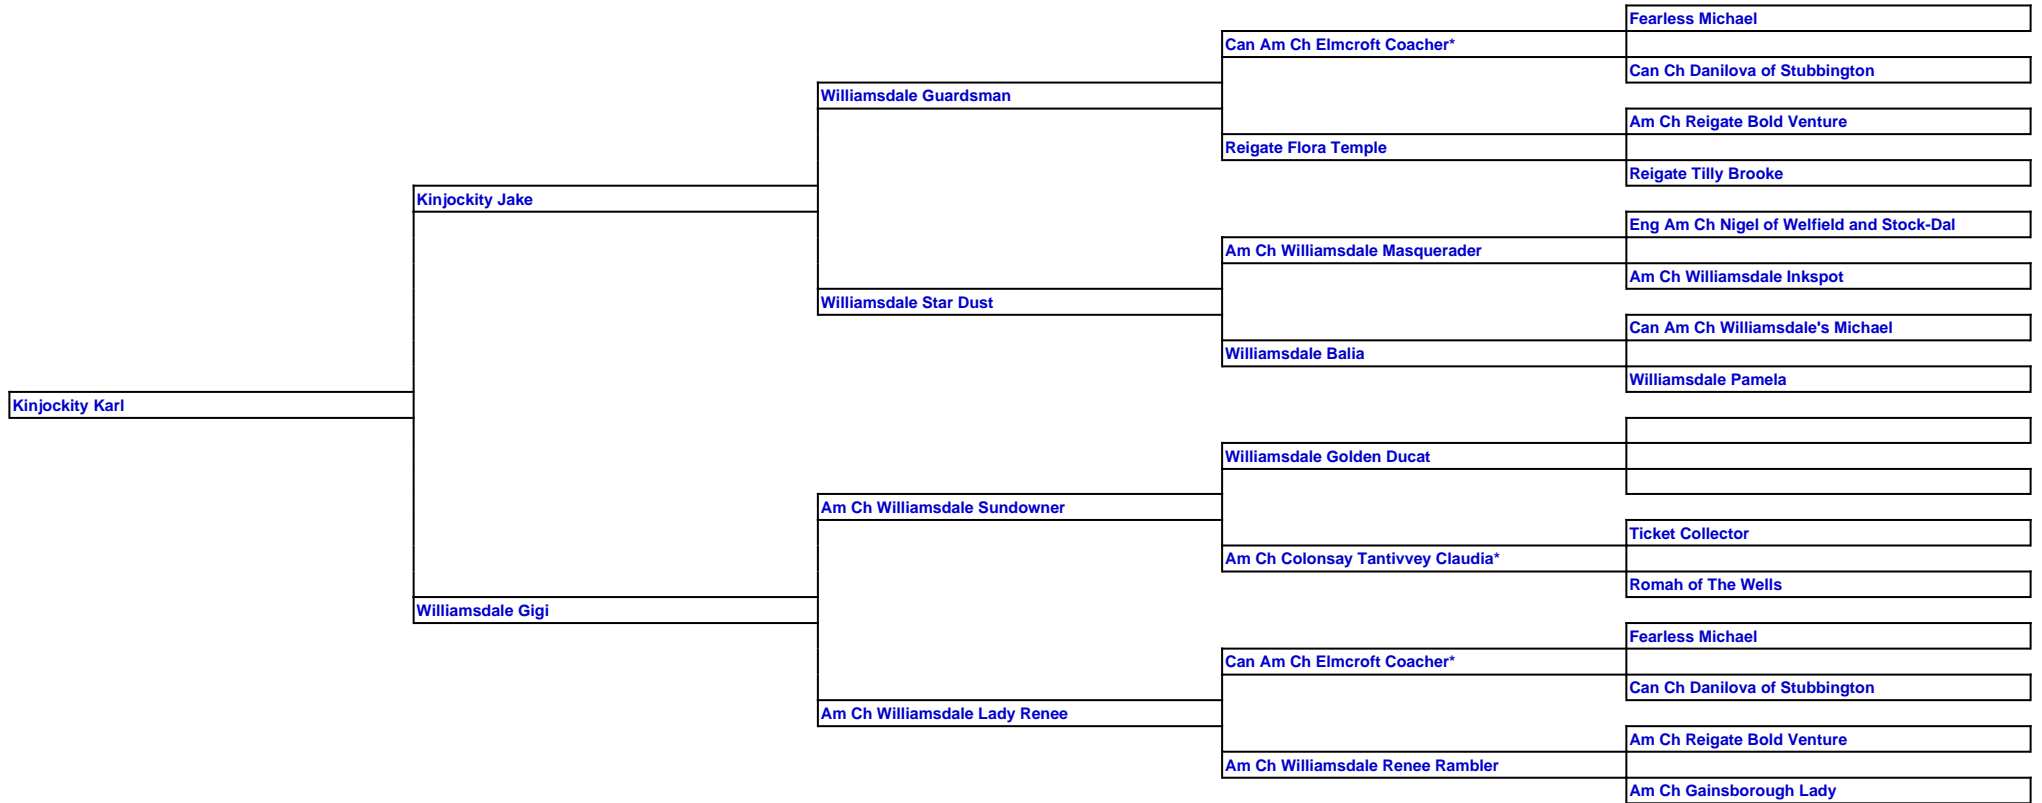 Fearless Michael
Can Am Ch Elmcroft Coacher*
Can Ch Danilova of Stubbington
Williamsdale Guardsman
Am Ch Reigate Bold Venture
Reigate Flora Temple
Reigate Tilly Brooke
Kinjockity Jake
Eng Am Ch Nigel of Welfield and Stock-Dal
Am Ch Williamsdale Masquerader
Am Ch Williamsdale Inkspot
Williamsdale Star Dust
Can Am Ch Williamsdale's Michael
Williamsdale Balia
Williamsdale Pamela
Kinjockity Karl
Williamsdale Golden Ducat
Am Ch Williamsdale Sundowner
Ticket Collector
Am Ch Colonsay Tantivvey Claudia*
Romah of The Wells
Williamsdale Gigi
Fearless Michael
Can Am Ch Elmcroft Coacher*
Can Ch Danilova of Stubbington
Am Ch Williamsdale Lady Renee
Am Ch Reigate Bold Venture
Am Ch Williamsdale Renee Rambler
Am Ch Gainsborough Lady